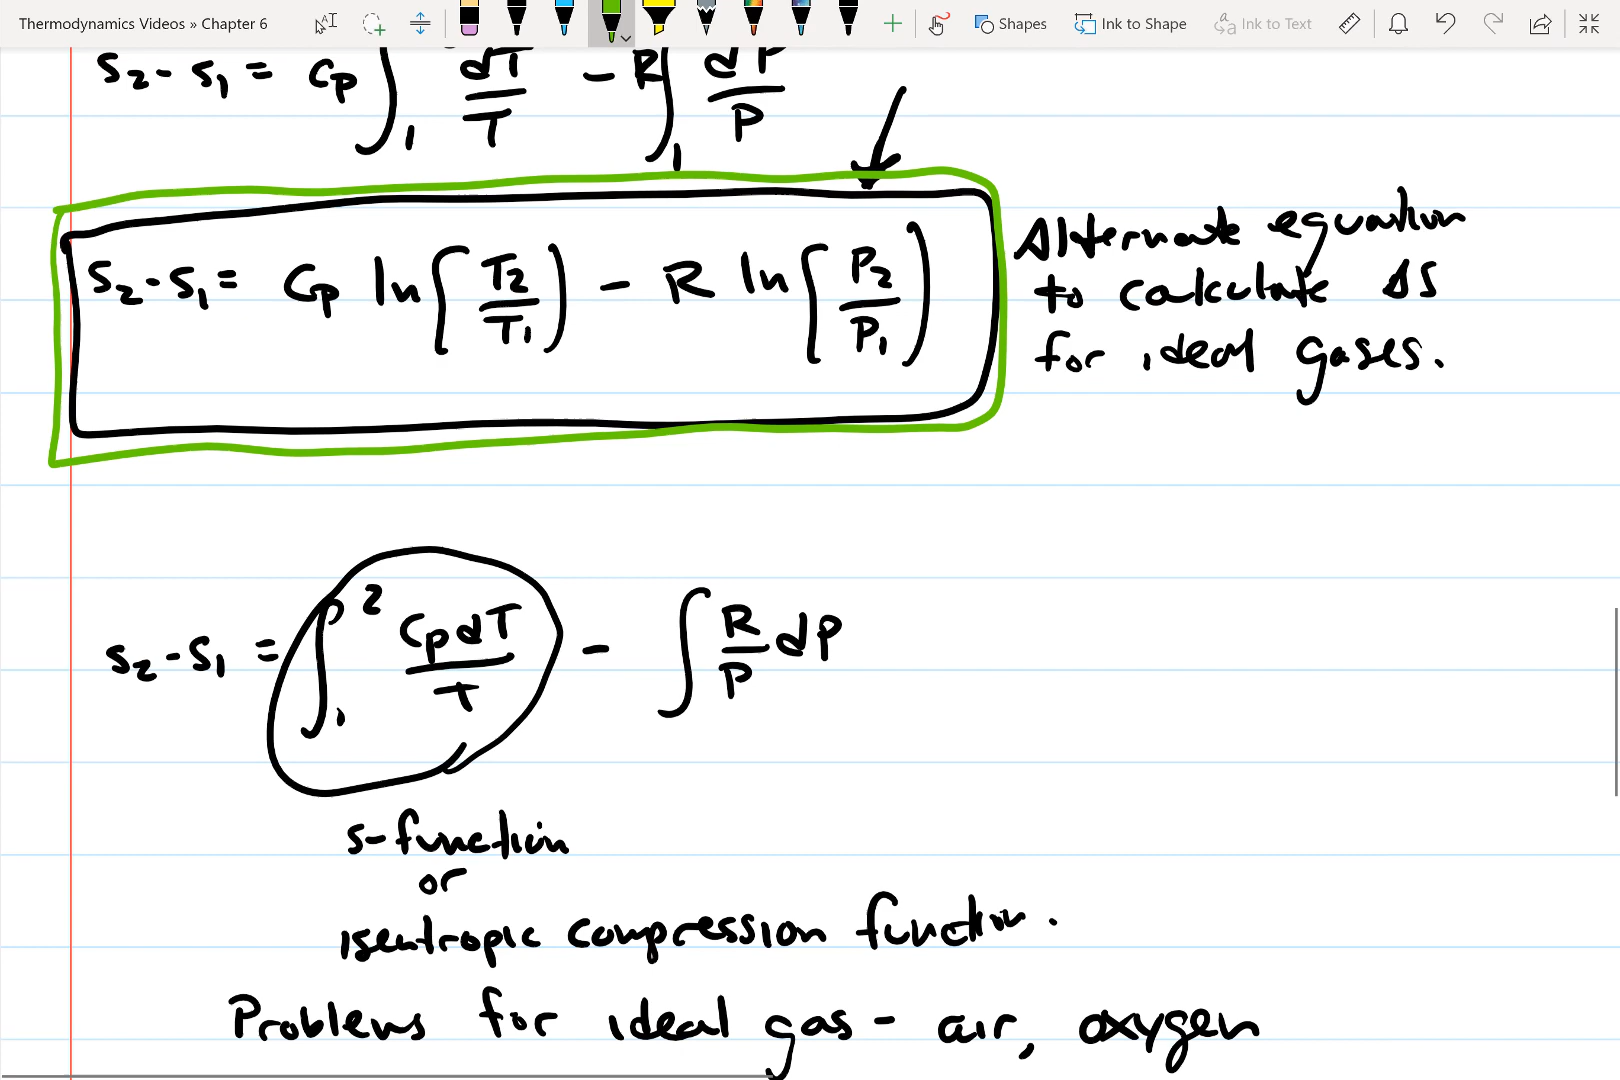 Thermodynamics Videos » Chapter 6
Shapes
Ink to Shape
Ink to Text
S₂ - S₁ = Cp ∫₁ dT/T - R ∫₁ dP/P
S₂ - S₁ = Cp ln(T₂/T₁) - R ln(P₂/P₁)
Alternate equation
to calculate ΔS
for ideal gases.
S₂ - S₁ = ∫₁² CpdT/T - ∫ R/P dP
s-function
or
isentropic compression function.
Problems for ideal gas - air, oxygen